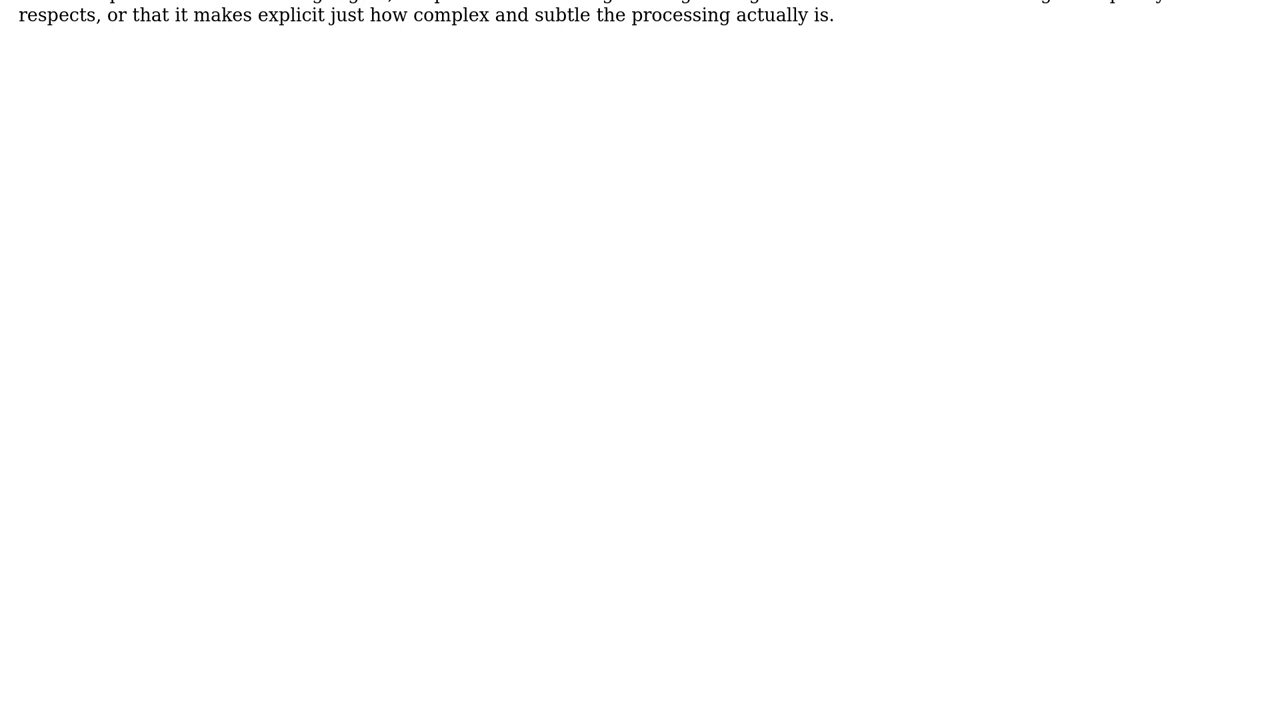 respects, or that it makes explicit just how complex and subtle the processing actually is.